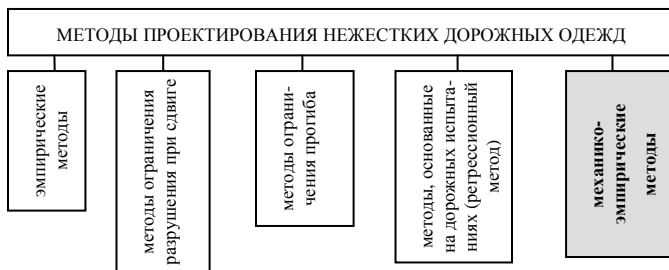 МЕТОДЫ ПРОЕКТИРОВАНИЯ НЕЖЕСТКИХ ДОРОЖНЫХ ОДЕЖД
эмпирические
методы
методы ограничения
разрушения при сдвиге
методы ограни-
чения прогиба
методы, основанные
на дорожных испыта-
ниях (регрессионный
метод)
механико-
эмпирические
методы